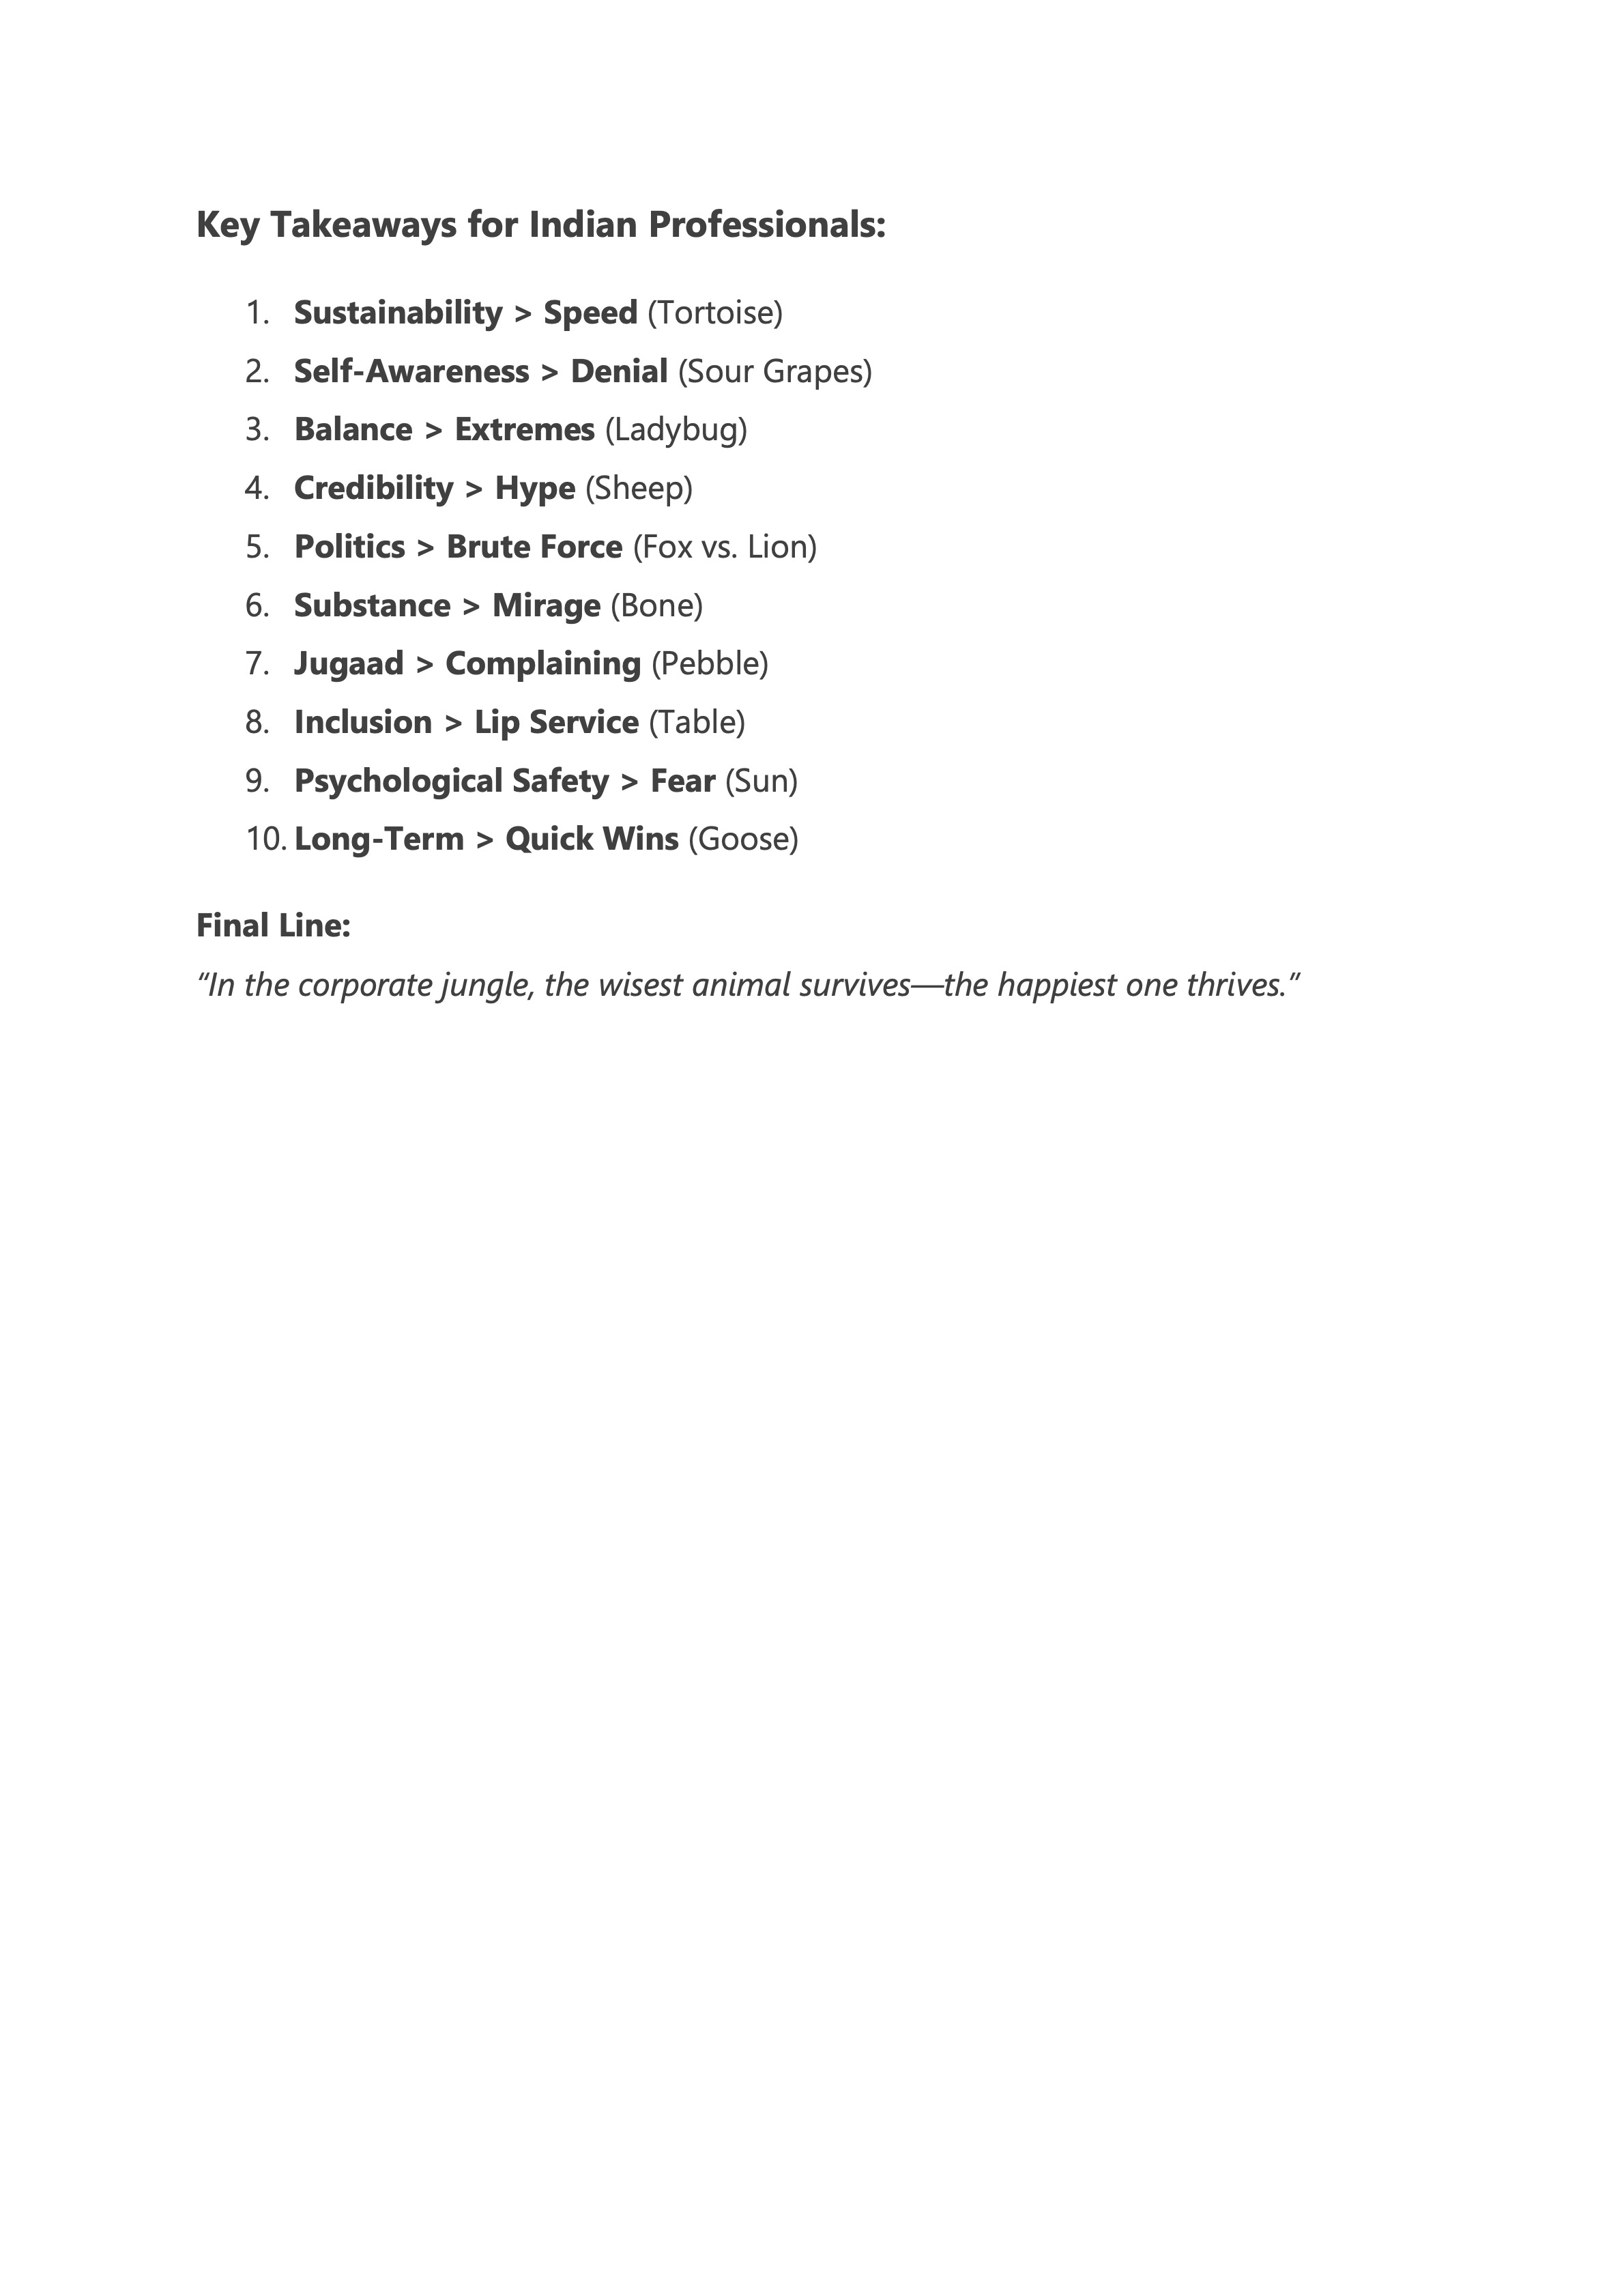 Key Takeaways for Indian Professionals:
1. Sustainability > Speed (Tortoise)
2. Self-Awareness > Denial (Sour Grapes)
3. Balance > Extremes (Ladybug)
4. Credibility > Hype (Sheep)
5. Politics > Brute Force (Fox vs. Lion)
6. Substance > Mirage (Bone)
7. Jugaad > Complaining (Pebble)
8. Inclusion > Lip Service (Table)
9. Psychological Safety > Fear (Sun)
10. Long-Term > Quick Wins (Goose)
Final Line:
“In the corporate jungle, the wisest animal survives—the happiest one thrives.”